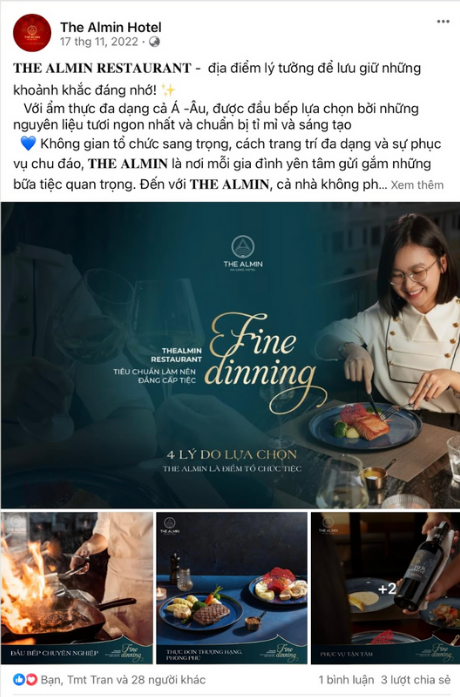 The Almin Hotel
17 thg 11, 2022
THE ALMIN RESTAURANT - địa điểm lý tưởng để lưu giữ những
khoảnh khắc đáng nhớ! ✨
Với ẩm thực đa dạng cả Á -Âu, được đầu bếp lựa chọn bởi những
nguyên liệu tươi ngon nhất và chuẩn bị tỉ mỉ và sáng tạo
💙 Không gian tổ chức sang trọng, cách trang trí đa dạng và sự phục
vụ chu đáo, THE ALMIN là nơi mỗi gia đình yên tâm gửi gắm những
bữa tiệc quan trọng. Đến với THE ALMIN, cả nhà không ph... Xem thêm
THE ALMIN
THEALMIN
RESTAURANT
TIÊU CHUẨN LÀM NÊN
ĐẲNG CẤP TIỆC
Fine
dinning
4 LÝ DO LỰA CHỌN
THE ALMIN LÀ ĐIỂM TỔ CHỨC TIỆC
ĐẦU BẾP CHUYÊN NGHIỆP
Fine
dinning
THE ALMIN
THỰC ĐƠN THƯỢNG HẠNG,
PHONG PHÚ
Fine
dinning
+2
PHỤC VỤ TẬN TÂM
Fine
dinning
Bạn, Tmt Tran và 28 người khác
1 bình luận 3 lượt chia sẻ